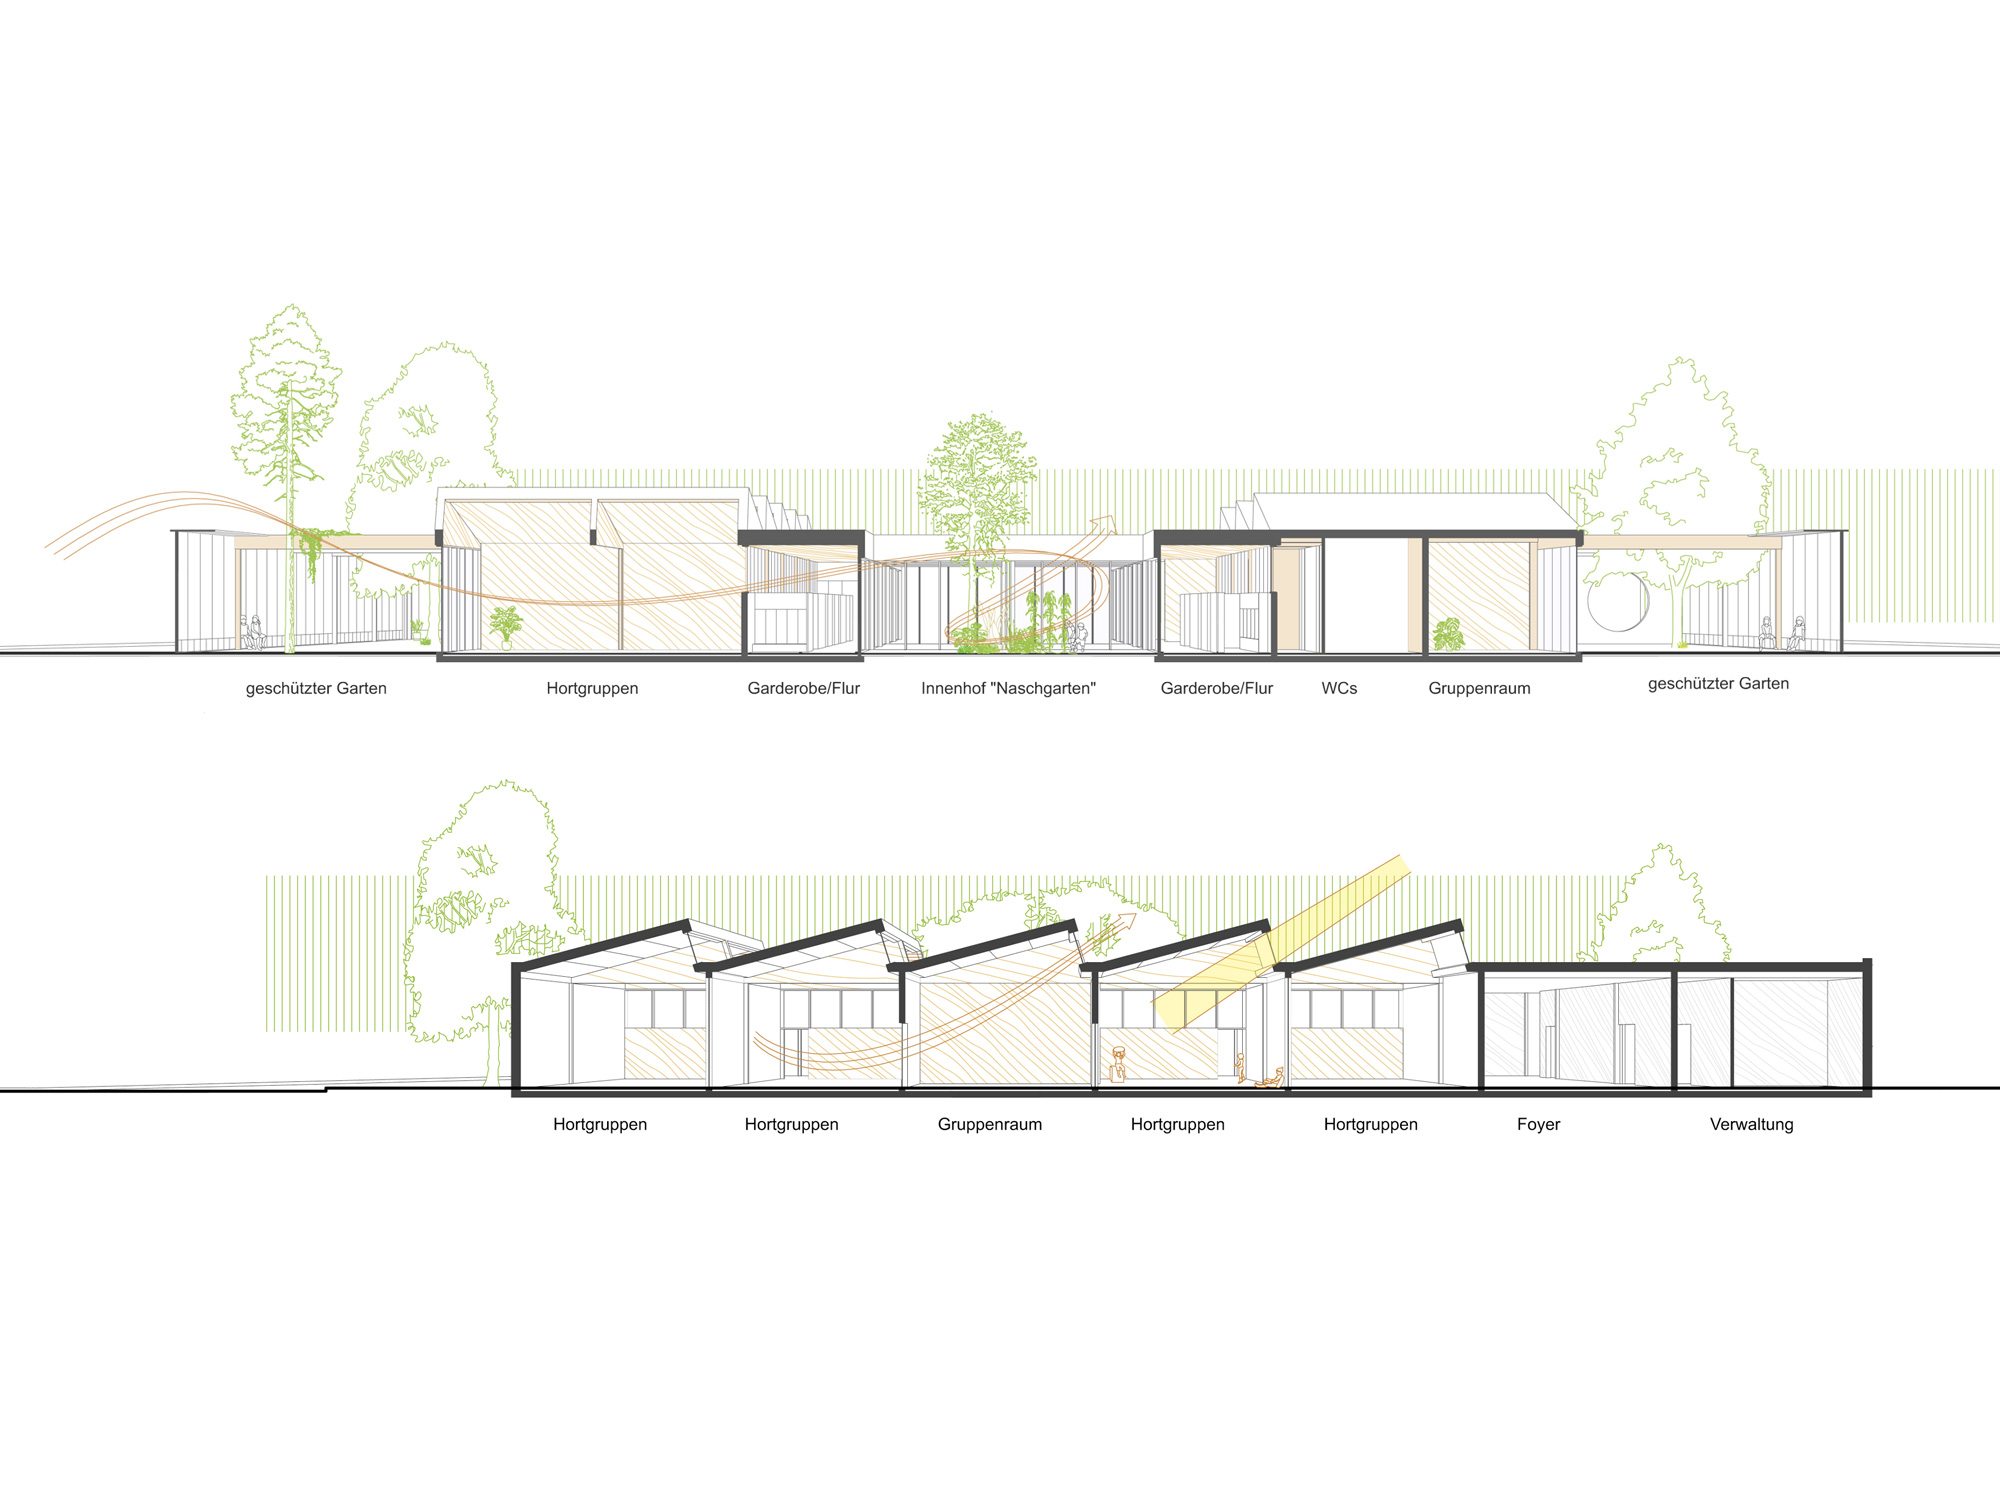 geschützter Garten
Hortgruppen
Garderobe/Flur
Innenhof "Naschgarten"
Garderobe/Flur
WCs
Gruppenraum
geschützter Garten
Hortgruppen
Hortgruppen
Gruppenraum
Hortgruppen
Hortgruppen
Foyer
Verwaltung